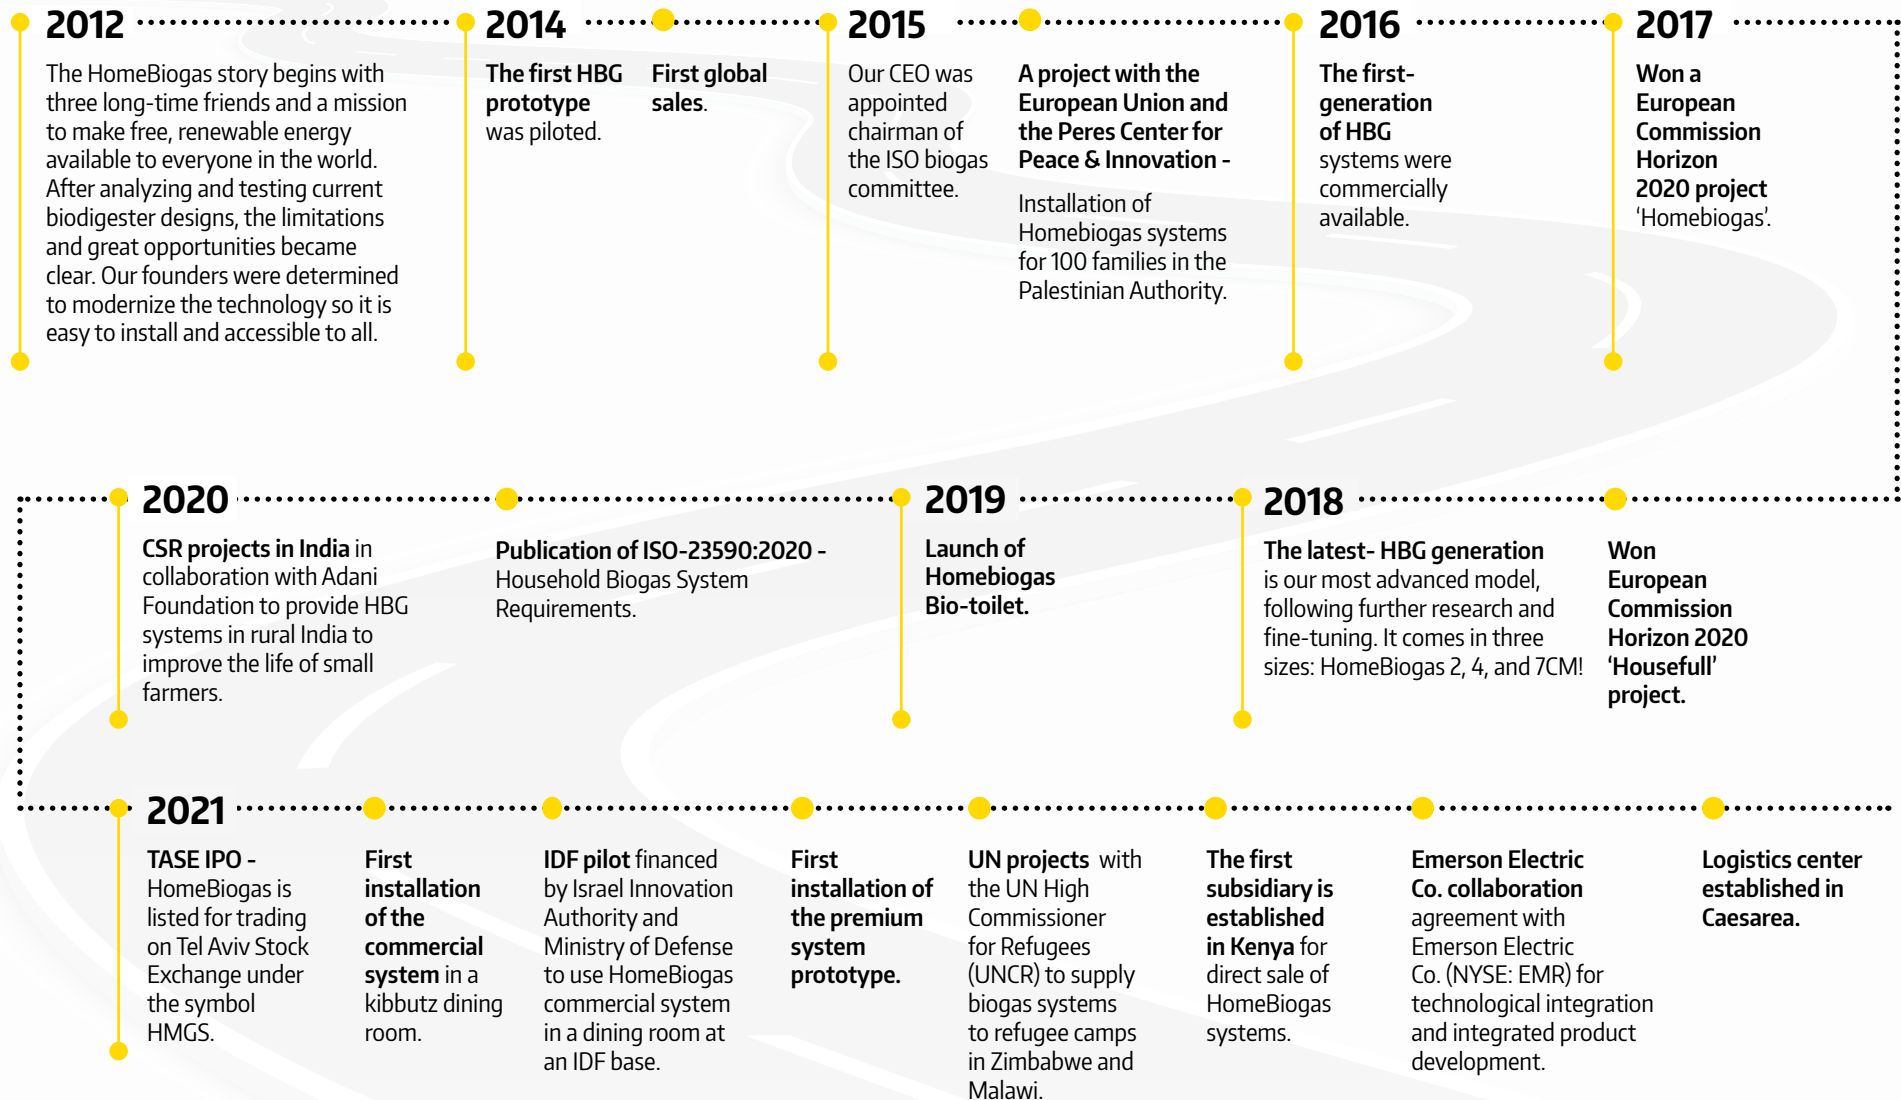 2012
The HomeBiogas story begins with
three long-time friends and a mission
to make free, renewable energy
available to everyone in the world.
After analyzing and testing current
biodigester designs, the limitations
and great opportunities became
clear. Our founders were determined
to modernize the technology so it is
easy to install and accessible to all.
2014
The first HBG
prototype
was piloted.
First global
sales.
2015
Our CEO was
appointed
chairman of
the ISO biogas
committee.
A project with the
European Union and
the Peres Center for
Peace & Innovation -
Installation of
Homebiogas systems
for 100 families in the
Palestinian Authority.
2016
The first-
generation
of HBG
systems were
commercially
available.
2017
Won a
European
Commission
Horizon
2020 project
‘Homebiogas’.
2020
CSR projects in India in
collaboration with Adani
Foundation to provide HBG
systems in rural India to
improve the life of small
farmers.
Publication of ISO-23590:2020 -
Household Biogas System
Requirements.
2019
Launch of
Homebiogas
Bio-toilet.
2018
The latest- HBG generation
is our most advanced model,
following further research and
fine-tuning. It comes in three
sizes: HomeBiogas 2, 4, and 7CM!
Won
European
Commission
Horizon 2020
‘Housefull’
project.
2021
TASE IPO -
HomeBiogas is
listed for trading
on Tel Aviv Stock
Exchange under
the symbol
HMGS.
First
installation
of the
commercial
system in a
kibbutz dining
room.
IDF pilot financed
by Israel Innovation
Authority and
Ministry of Defense
to use HomeBiogas
commercial system
in a dining room at
an IDF base.
First
installation of
the premium
system
prototype.
UN projects with
the UN High
Commissioner
for Refugees
(UNCR) to supply
biogas systems
to refugee camps
in Zimbabwe and
Malawi.
The first
subsidiary is
established
in Kenya for
direct sale of
HomeBiogas
systems.
Emerson Electric
Co. collaboration
agreement with
Emerson Electric
Co. (NYSE: EMR) for
technological integration
and integrated product
development.
Logistics center
established in
Caesarea.